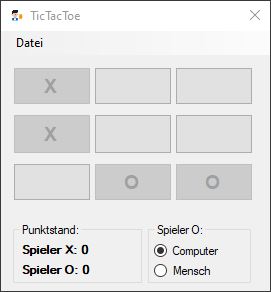 TicTacToe
Datei
X
X
O O
Punktstand:
Spieler X: 0
Spieler O: 0
Spieler O:
Computer
Mensch